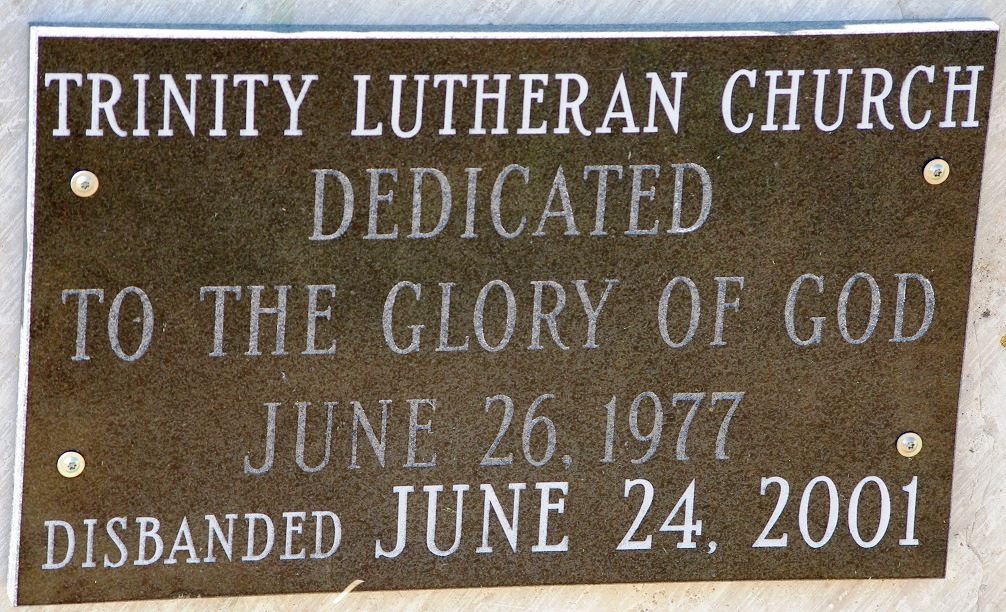 TRINITY LUTHERAN CHURCH
DEDICATED
TO THE GLORY OF GOD
JUNE 26, 1977
DISBANDED JUNE 24, 2001